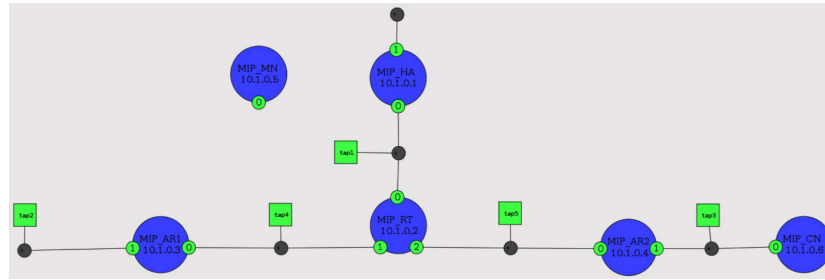 1
MIP_MN
10.1.0.5
0
MIP_HA
10.1.0.1
0
tap1
0
tap2
tap4
MIP_RT
10.1.0.2
tap5
tap3
1
MIP_AR1
10.1.0.3
0
1
2
0
MIP_AR2
10.1.0.4
1
0
MIP_CN
10.1.0.6